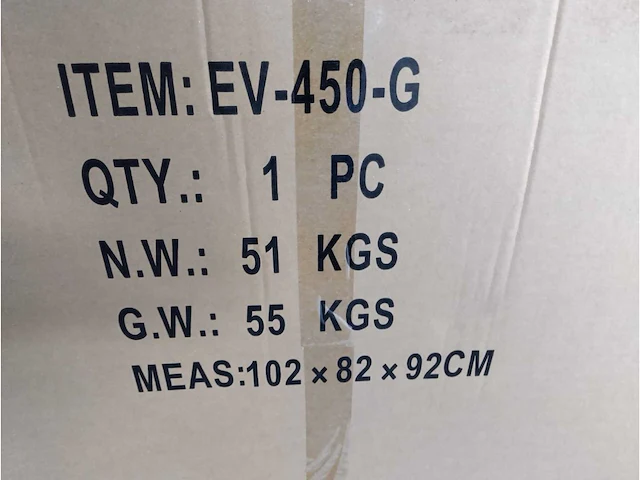 ITEM: EV-450-G
QTY.: 1 PC
N.W.: 51 KGS
G.W.: 55 KGS
MEAS:102 × 82 × 92CM